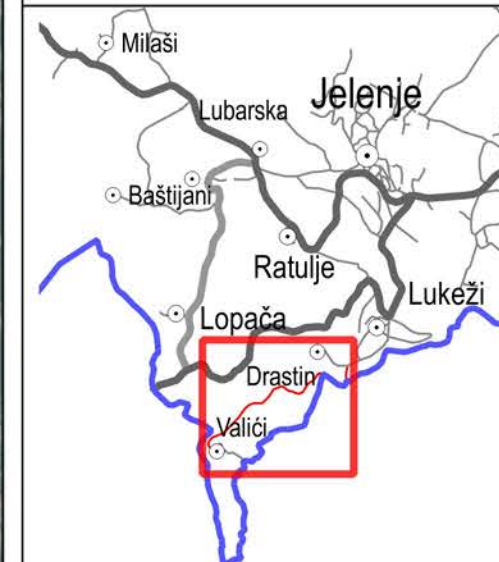 Milaši
Jelenje
Lubarska
Baštijani
Ratulje
Lukeži
Lopača
Drastin
Valići